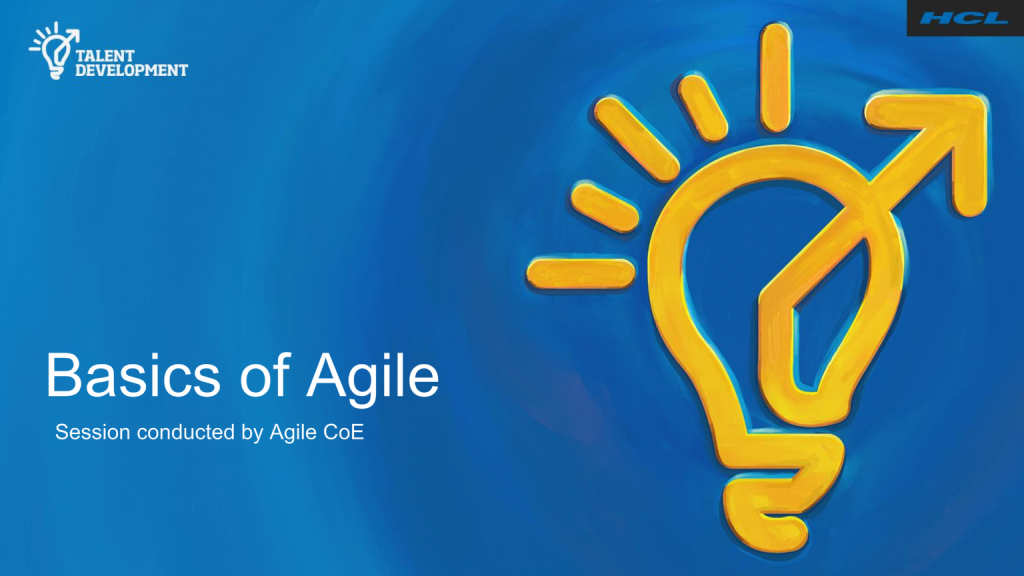 TALENT
DEVELOPMENT
HCL
Basics of Agile
Session conducted by Agile CoE